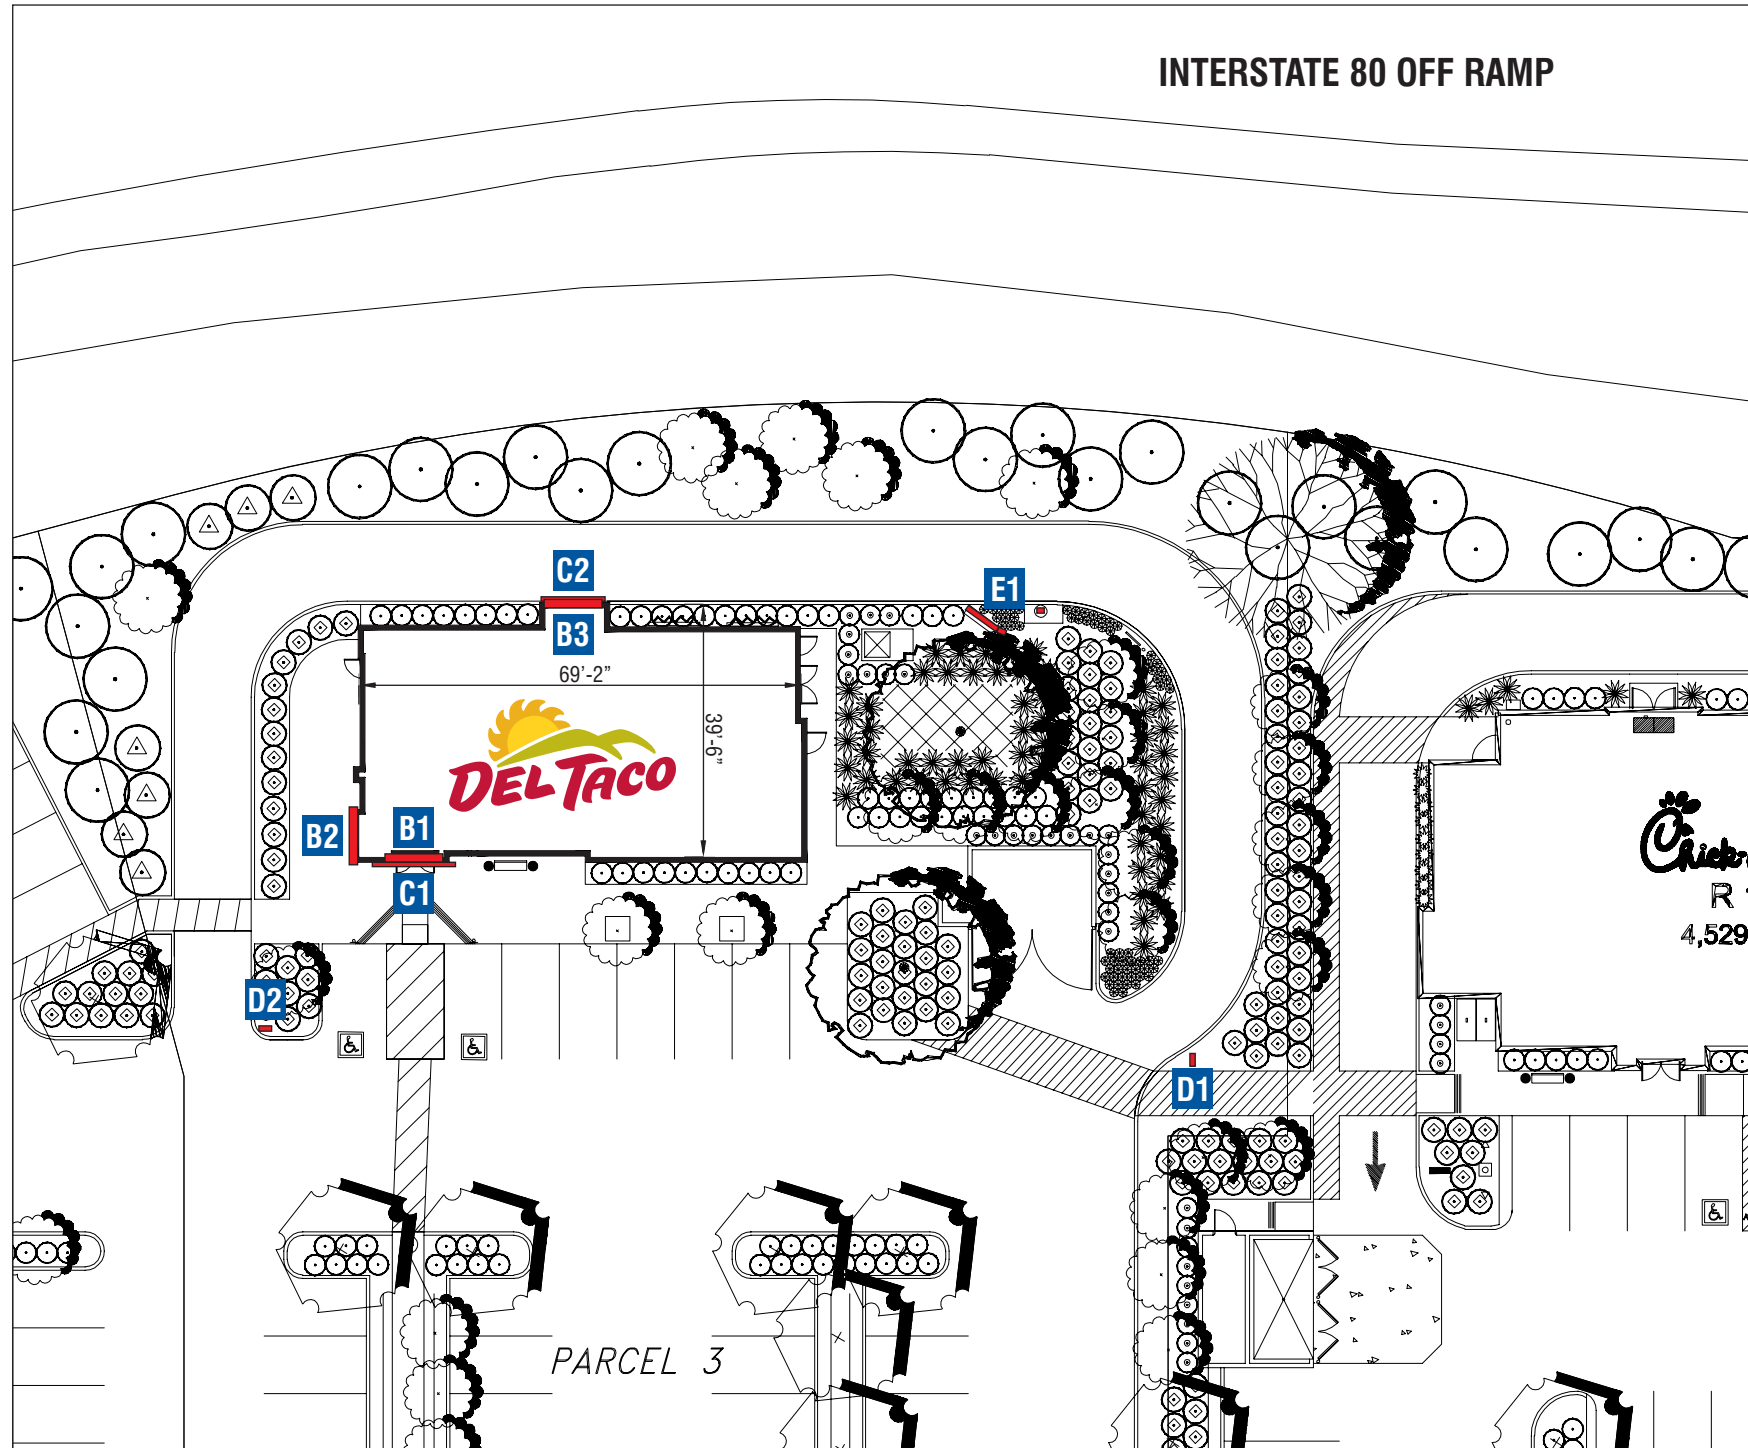 INTERSTATE 80 OFF RAMP
C2
E1
B3
69'-2"
39'-6"
DEL TACO
B1
B2
C1
D2
D1
R
4,529
PARCEL 3